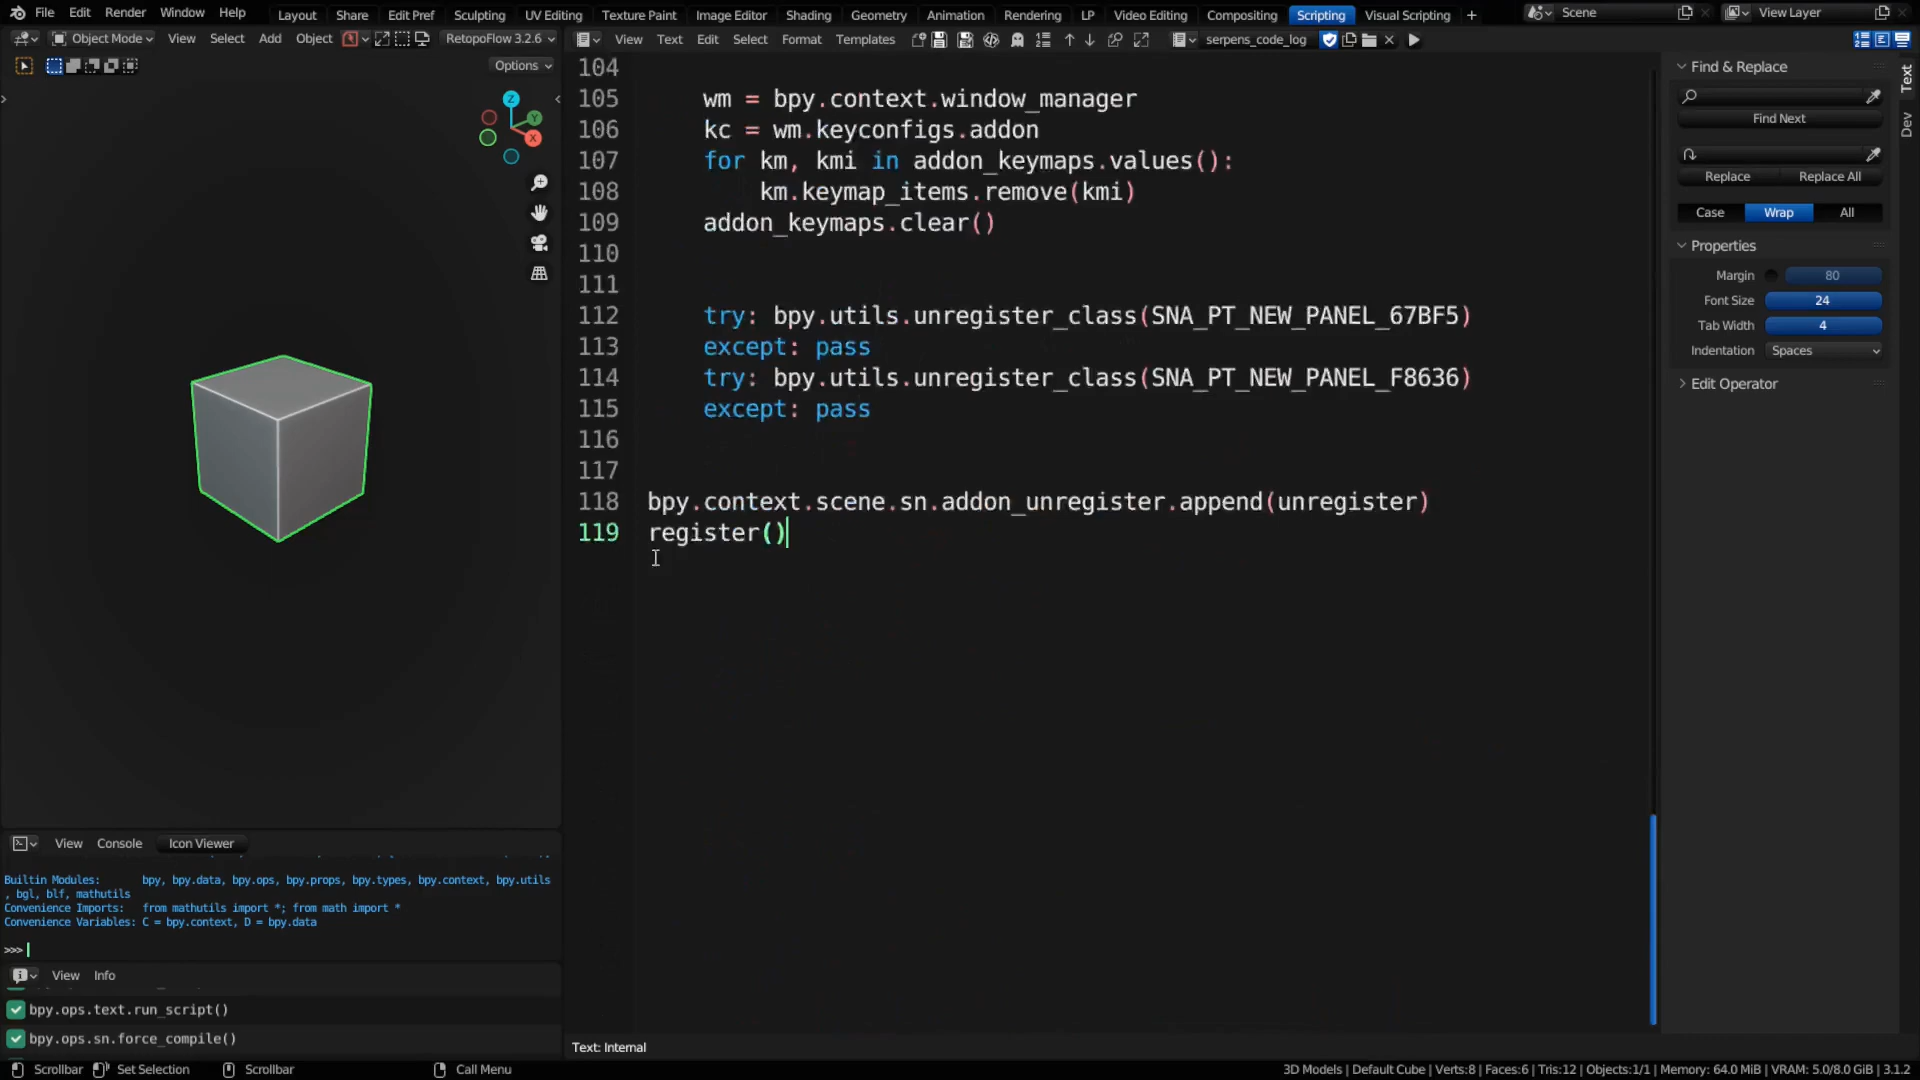 File Edit Render Window Help Layout Share Edit Pref Sculpting UV Editing Texture Paint Image Editor Shading Geometry Animation Rendering LP Video Editing Compositing Scripting Visual Scripting + Scene View Layer
Object Mode View Select Add Object RetopoFlow 3.2.6
View Text Edit Select Format Templates serpens_code_log
Options
Z
Y
X
104
105 wm = bpy.context.window_manager
106 kc = wm.keyconfigs.addon
107 for km, kmi in addon_keymaps.values():
108 km.keymap_items.remove(kmi)
109 addon_keymaps.clear()
110
111
112 try: bpy.utils.unregister_class(SNA_PT_NEW_PANEL_67BF5)
113 except: pass
114 try: bpy.utils.unregister_class(SNA_PT_NEW_PANEL_F8636)
115 except: pass
116
117
118 bpy.context.scene.sn.addon_unregister.append(unregister)
119 register()
Find & Replace
Find Next
Replace Replace All
Case Wrap All
Properties
Margin 80
Font Size 24
Tab Width 4
Indentation Spaces
Edit Operator
Text
Dev
View Console Icon Viewer
Builtin Modules: bpy, bpy.data, bpy.ops, bpy.props, bpy.types, bpy.context, bpy.utils
, bgl, blf, mathutils
Convenience Imports: from mathutils import *; from math import *
Convenience Variables: C = bpy.context, D = bpy.data
>>>
View Info
bpy.ops.text.run_script()
bpy.ops.sn.force_compile()
Text: Internal
Scrollbar Set Selection Scrollbar Call Menu
3D Models | Default Cube | Verts:8 | Faces:6 | Tris:12 | Objects:1/1 | Memory: 64.0 MiB | VRAM: 5.0/8.0 GiB | 3.1.2